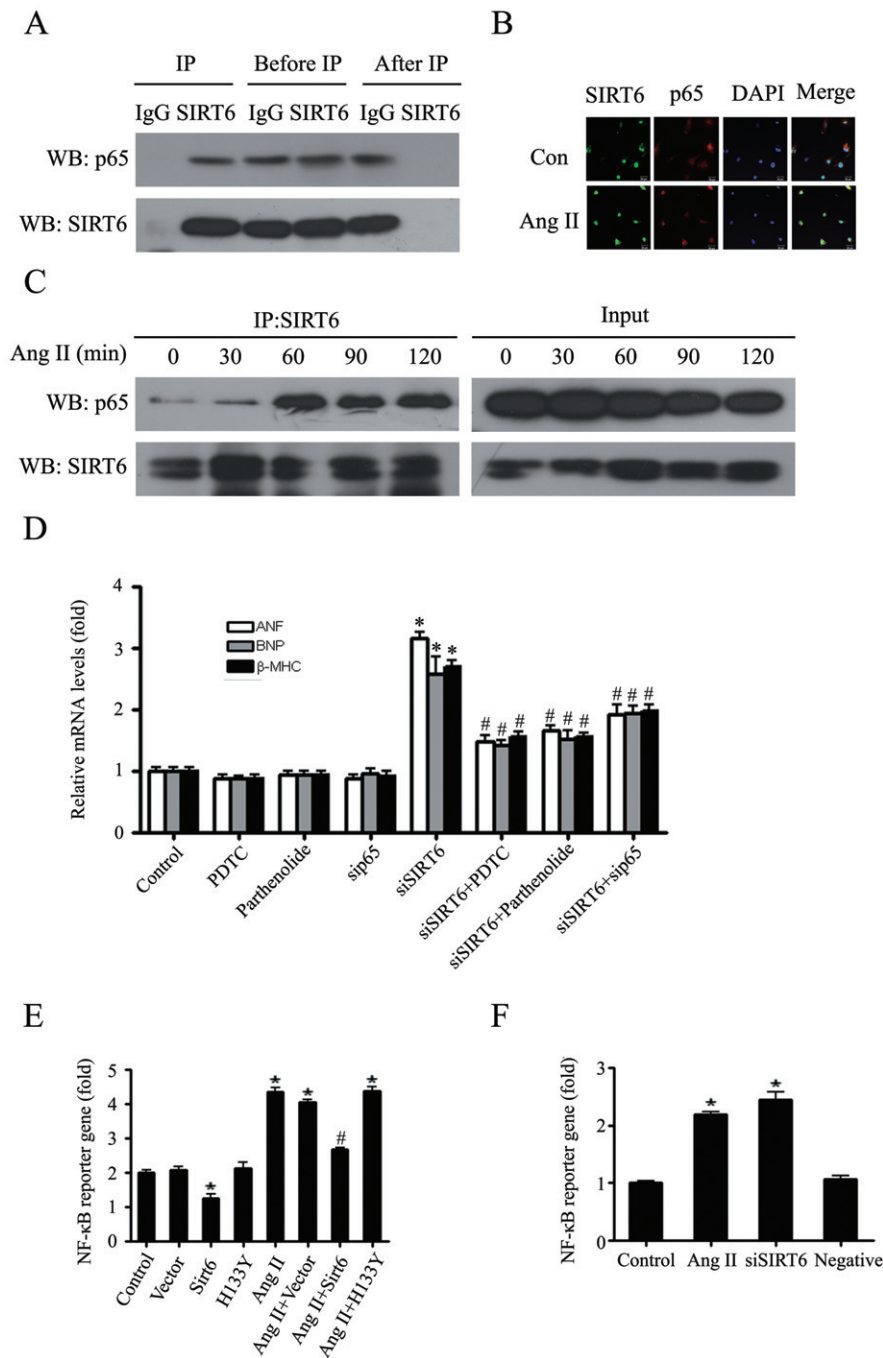 A
IP Before IP After IP
IgG SIRT6 IgG SIRT6 IgG SIRT6
WB: p65
WB: SIRT6
B
SIRT6 p65 DAPI Merge
Con
Ang II
C
IP:SIRT6 Input
Ang II (min) 0 30 60 90 120 0 30 60 90 120
WB: p65
WB: SIRT6
D
Relative mRNA levels (fold)
4
3
2
1
0
ANF
BNP
β-MHC
* * *
# # # # # # # # #
Control PDTC Parthenolide sip65 siSIRT6 siSIRT6+PDTC siSIRT6+Parthenolide siSIRT6+sip65
E
NF-κB reporter gene (fold)
5
4
3
2
1
0
* * * # *
Control Vector Sirt6 H133Y Ang II Ang II+Vector Ang II+Sirt6 Ang II+H133Y
F
NF-κB reporter gene (fold)
3
2
1
0
* *
Control Ang II siSIRT6 Negative